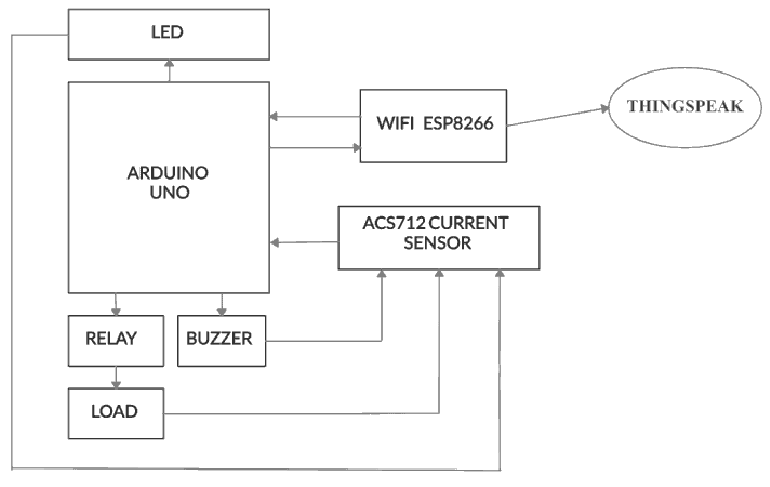 LED
ARDUINO
UNO
WIFI ESP8266
THINGSPEAK
ACS712 CURRENT
SENSOR
RELAY
BUZZER
LOAD